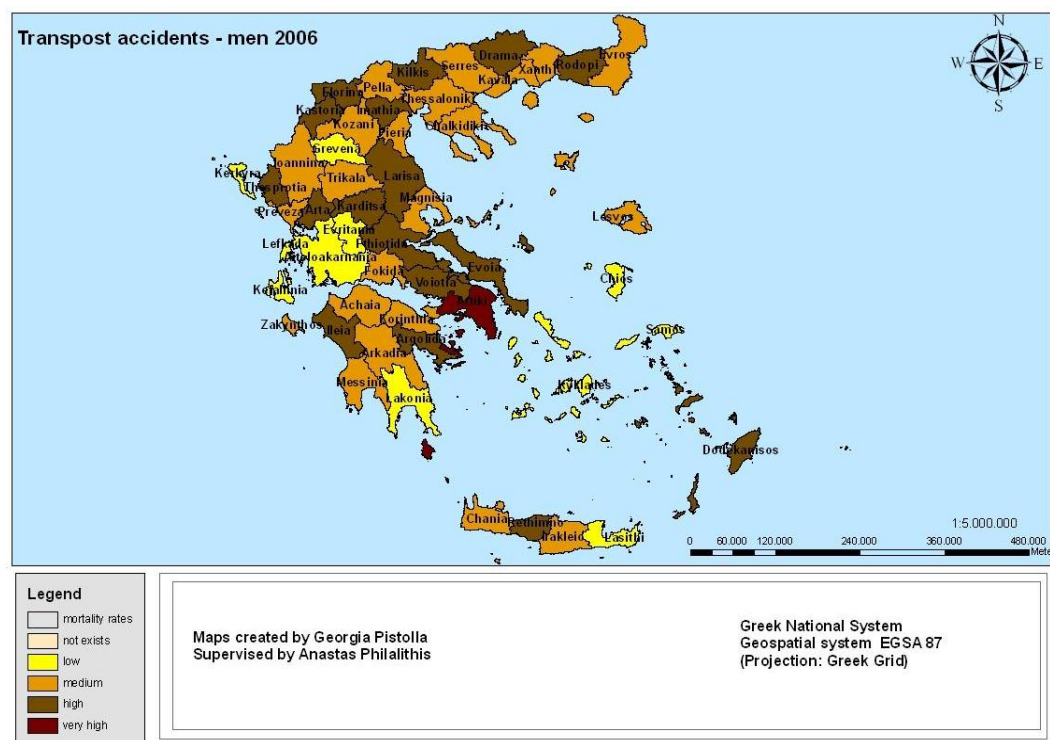 Transpost accidents - men 2006
N
W
E
S
Drama
Evros
Rodopi
Xanthi
Serres
Kilkis
Kavala
Pella
Florina
Thessaloniki
Kastoria
Imathia
Kozani
Chalkidiki
Pieria
Grevena
Ioannina
Kerkyra
Larisa
Thesprotia
Trikala
Magnisia
Preveza
Arta
Karditsa
Lesvos
Evritania
Lefkada
Fthiotida
Aitoloakarnania
Fokida
Evoia
Chios
Voiotia
Kefallinia
Attiki
Achaia
Zakynthos
Korinthia
Ileia
Samos
Argolida
Arkadia
Messinia
Kyklades
Lakonia
Dodekanisos
Chania
Rethimno
Irakleio
Lasithi
1:5.000.000
0 60.000 120.000 240.000 360.000 480.000
Mete
Legend
mortality rates
not exists
low
medium
high
very high
Maps created by Georgia Pistolla
Supervised by Anastas Philalithis
Greek National System
Geospatial system EGSA 87
(Projection: Greek Grid)